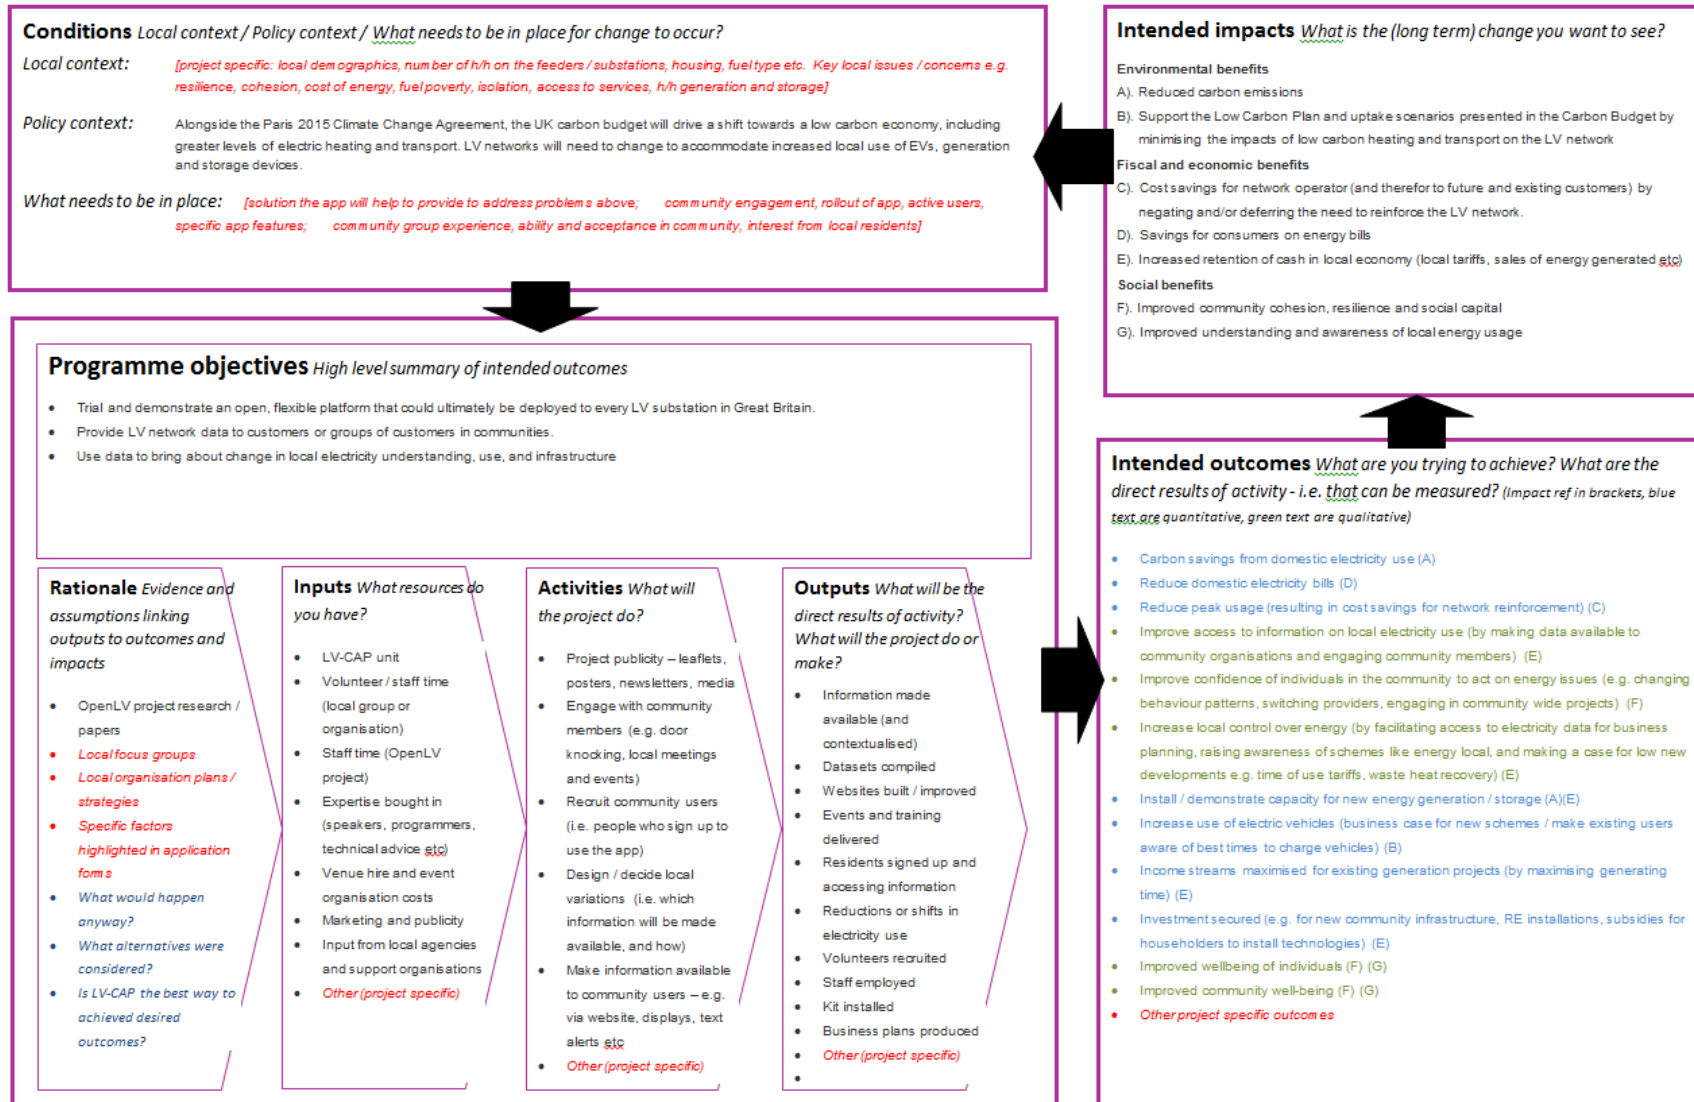 Conditions Local context / Policy context / What needs to be in place for change to occur?
Local context: [project specific: local demographics, number of h/h on the feeders / substations, housing, fuel type etc. Key local issues / concerns e.g.
resilience, cohesion, cost of energy, fuel poverty, isolation, access to services, h/h generation and storage]
Policy context: Alongside the Paris 2015 Climate Change Agreement, the UK carbon budget will drive a shift towards a low carbon economy, including
greater levels of electric heating and transport. LV networks will need to change to accommodate increased local use of EVs, generation
and storage devices.
What needs to be in place: [solution the app will help to provide to address problems above; community engagement, rollout of app, active users,
specific app features; community group experience, ability and acceptance in community, interest from local residents]
Programme objectives High level summary of intended outcomes
• Trial and demonstrate an open, flexible platform that could ultimately be deployed to every LV substation in Great Britain.
• Provide LV network data to customers or groups of customers in communities.
• Use data to bring about change in local electricity understanding, use, and infrastructure
Rationale Evidence and
assumptions linking
outputs to outcomes and
impacts
• OpenLV project research /
papers
• Local focus groups
• Local organisation plans /
strategies
• Specific factors
highlighted in application
forms
• What would happen
anyway?
• What alternatives were
considered?
• Is LV-CAP the best way to
achieved desired
outcomes?
Inputs What resources do
you have?
• LV-CAP unit
• Volunteer / staff time
(local group or
organisation)
• Staff time (OpenLV
project)
• Expertise bought in
(speakers, programmers,
technical advice etc)
• Venue hire and event
organisation costs
• Marketing and publicity
• Input from local agencies
and support organisations
• Other (project specific)
Activities What will
the project do?
• Project publicity – leaflets,
posters, newsletters, media
• Engage with community
members (e.g. door
knocking, local meetings
and events)
• Recruit community users
(i.e. people who sign up to
use the app)
• Design / decide local
variations (i.e. which
information will be made
available, and how)
• Make information available
to community users – e.g.
via website, displays, text
alerts etc
• Other (project specific)
Outputs What will be the
direct results of activity?
What will the project do or
make?
• Information made
available (and
contextualised)
• Datasets compiled
• Websites built / improved
• Events and training
delivered
• Residents signed up and
accessing information
• Reductions or shifts in
electricity use
• Volunteers recruited
• Staff employed
• Kit installed
• Business plans produced
• Other (project specific)
•
Intended impacts What is the (long term) change you want to see?
Environmental benefits
A). Reduced carbon emissions
B). Support the Low Carbon Plan and uptake scenarios presented in the Carbon Budget by
minimising the impacts of low carbon heating and transport on the LV network
Fiscal and economic benefits
C). Cost savings for network operator (and therefor to future and existing customers) by
negating and/or deferring the need to reinforce the LV network.
D). Savings for consumers on energy bills
E). Increased retention of cash in local economy (local tariffs, sales of energy generated etc)
Social benefits
F). Improved community cohesion, resilience and social capital
G). Improved understanding and awareness of local energy usage
Intended outcomes What are you trying to achieve? What are the
direct results of activity - i.e. that can be measured? (Impact ref in brackets, blue
text are quantitative, green text are qualitative)
• Carbon savings from domestic electricity use (A)
• Reduce domestic electricity bills (D)
• Reduce peak usage (resulting in cost savings for network reinforcement) (C)
• Improve access to information on local electricity use (by making data available to
community organisations and engaging community members) (E)
• Improve confidence of individuals in the community to act on energy issues (e.g. changing
behaviour patterns, switching providers, engaging in community wide projects) (F)
• Increase local control over energy (by facilitating access to electricity data for business
planning, raising awareness of schemes like energy local, and making a case for low new
developments e.g. time of use tariffs, waste heat recovery) (E)
• Install / demonstrate capacity for new energy generation / storage (A)(E)
• Increase use of electric vehicles (business case for new schemes / make existing users
aware of best times to charge vehicles) (B)
• Income streams maximised for existing generation projects (by maximising generating
time) (E)
• Investment secured (e.g. for new community infrastructure, RE installations, subsidies for
householders to install technologies) (E)
• Improved wellbeing of individuals (F) (G)
• Improved community well-being (F) (G)
• Other project specific outcomes